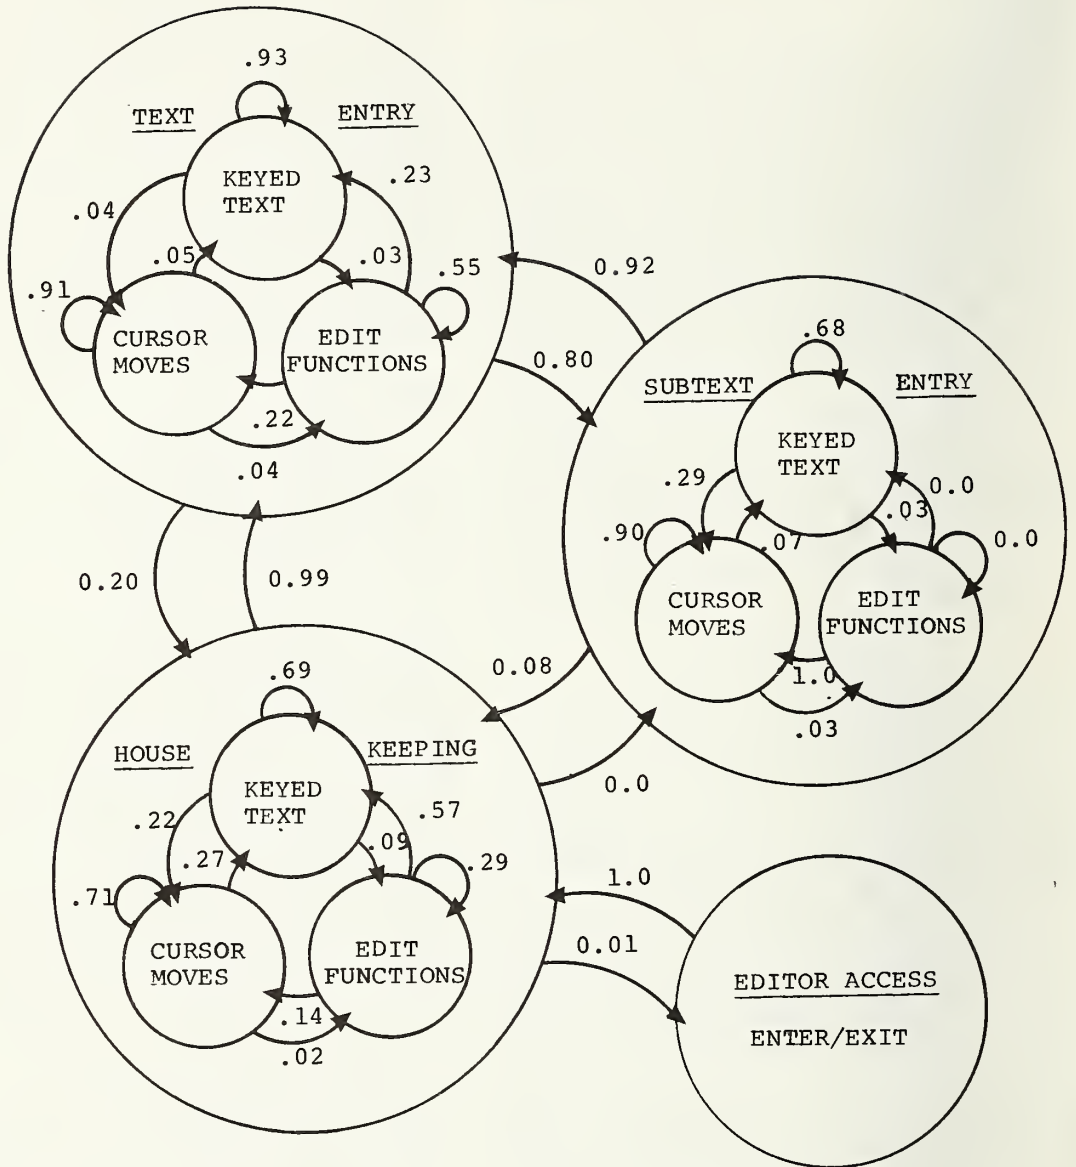 .93
TEXT ENTRY
KEYED
TEXT
.23
.04
.05
.03
.55
.91
CURSOR
MOVES
EDIT
FUNCTIONS
.22
.04
0.92
0.80
0.20
0.99
.68
SUBTEXT ENTRY
KEYED
TEXT
.29
0.0
.03
.90
.07
0.0
CURSOR
MOVES
EDIT
FUNCTIONS
1.0
.03
0.08
0.0
.69
HOUSE KEEPING
KEYED
TEXT
.22
.57
.27
.09
.29
.71
CURSOR
MOVES
EDIT
FUNCTIONS
.14
.02
1.0
0.01
EDITOR ACCESS
ENTER/EXIT